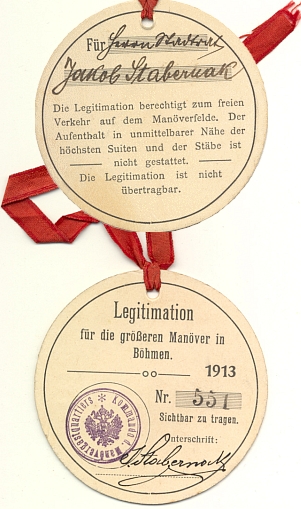 Für Herrn Stadtrat
Jakob Stabernak
Die Legitimation berechtigt zum freien
Verkehr auf dem Manöverfelde. Der
Aufenthalt in unmittelbarer Nähe der
höchsten Suiten und der Stäbe ist
nicht gestattet.
Die Legitimation ist nicht
übertragbar.
Legitimation
für die größeren Manöver in
Böhmen.
1913
Nr. 551
Sichtbar zu tragen.
Unterschrift: